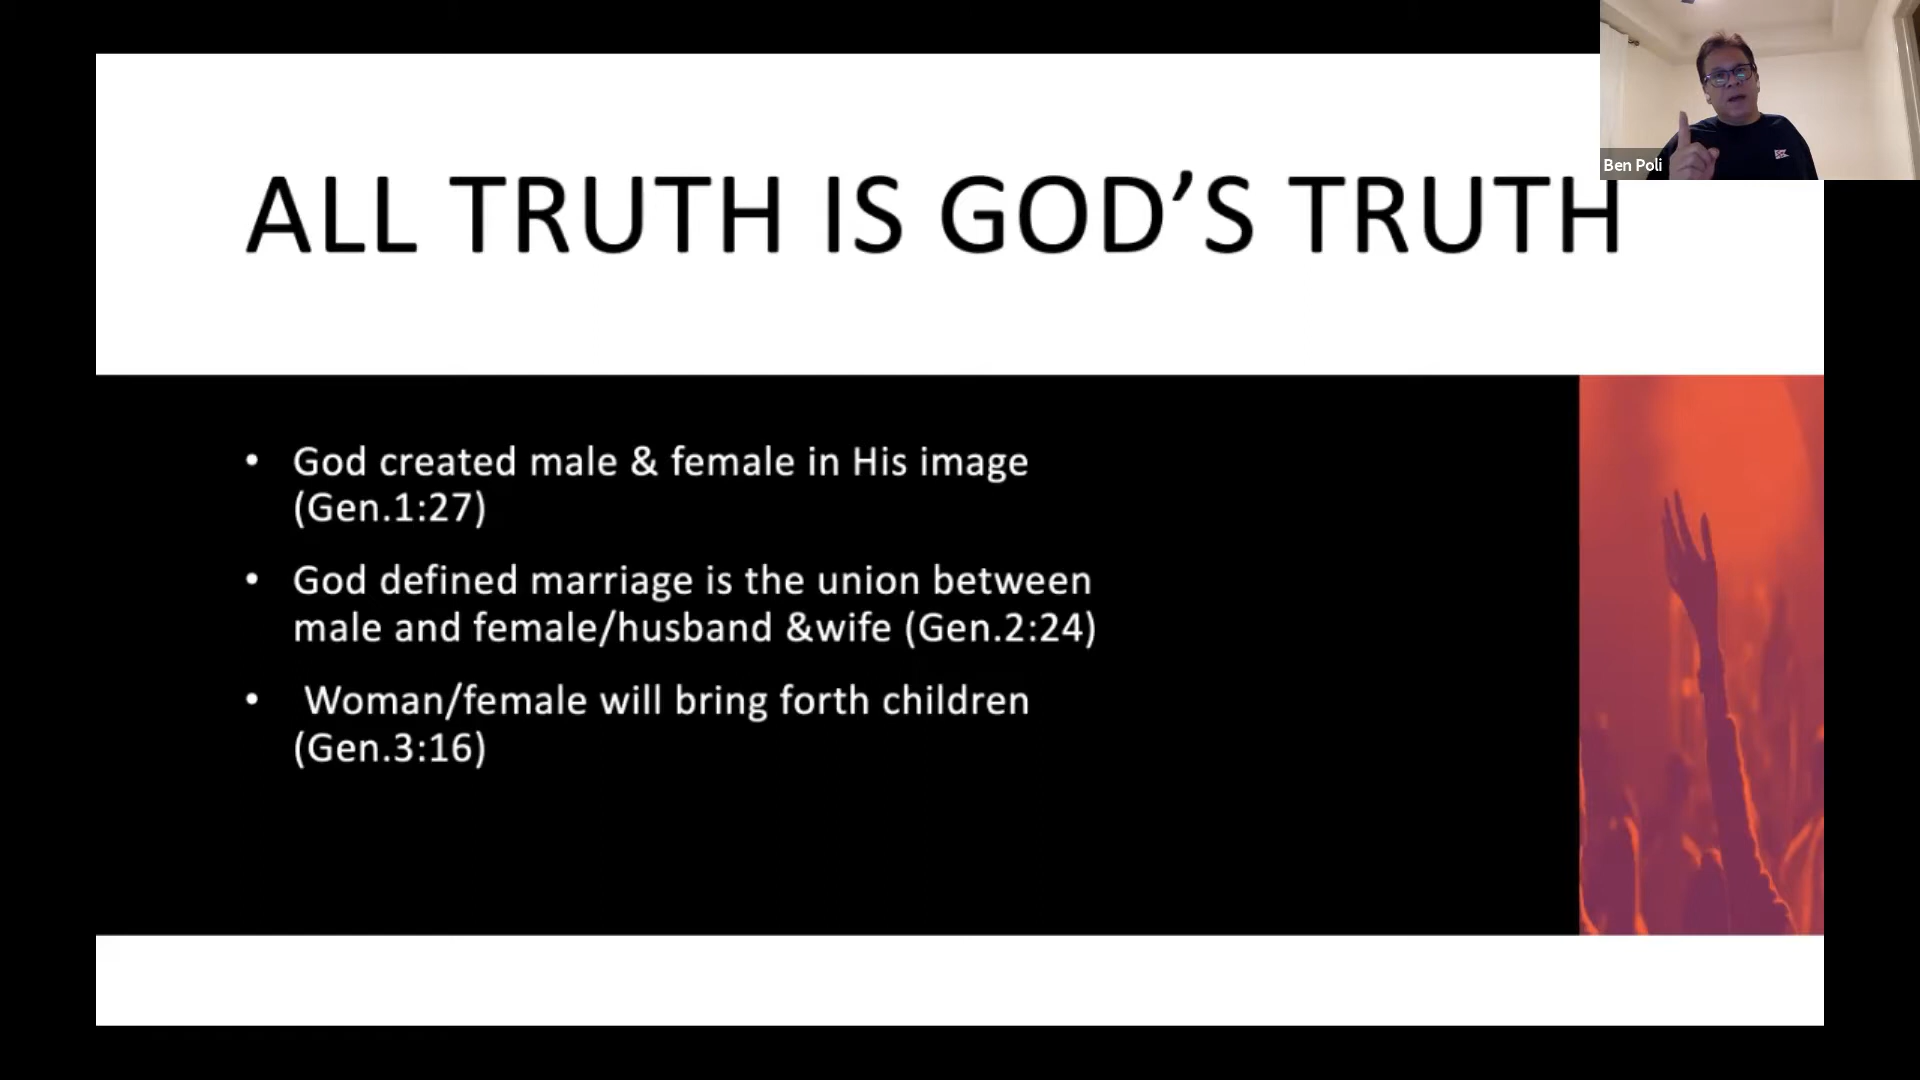 Ben Poli
ALL TRUTH IS GOD’S TRUTH
• God created male & female in His image
(Gen.1:27)
• God defined marriage is the union between
male and female/husband &wife (Gen.2:24)
• Woman/female will bring forth children
(Gen.3:16)